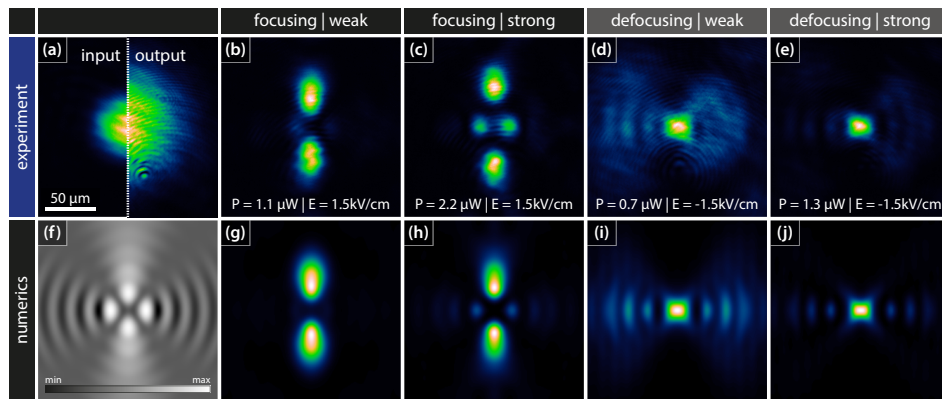 focusing | weak
focusing | strong
defocusing | weak
defocusing | strong
experiment
(a)
input
output
50 µm
(b)
P = 1.1 µW | E = 1.5kV/cm
(c)
P = 2.2 µW | E = 1.5kV/cm
(d)
P = 0.7 µW | E = -1.5kV/cm
(e)
P = 1.3 µW | E = -1.5kV/cm
numerics
(f)
min
max
(g)
(h)
(i)
(j)